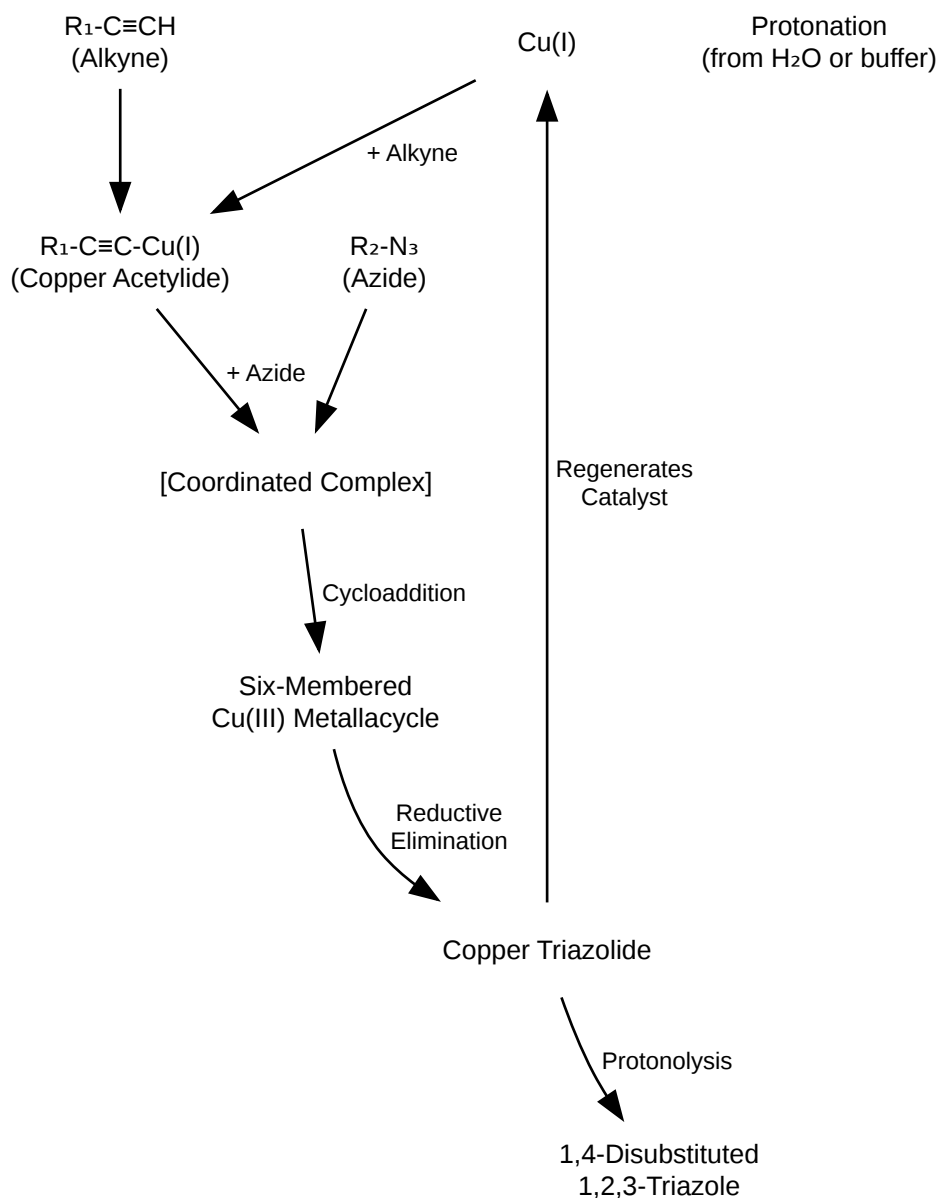 R₁-C≡CH
(Alkyne)
Cu(I)
Protonation
(from H₂O or buffer)
+ Alkyne
R₁-C≡C-Cu(I)
(Copper Acetylide)
R₂-N₃
(Azide)
+ Azide
[Coordinated Complex]
Regenerates
Catalyst
Cycloaddition
Six-Membered
Cu(III) Metallacycle
Reductive
Elimination
Copper Triazolide
Protonolysis
1,4-Disubstituted
1,2,3-Triazole